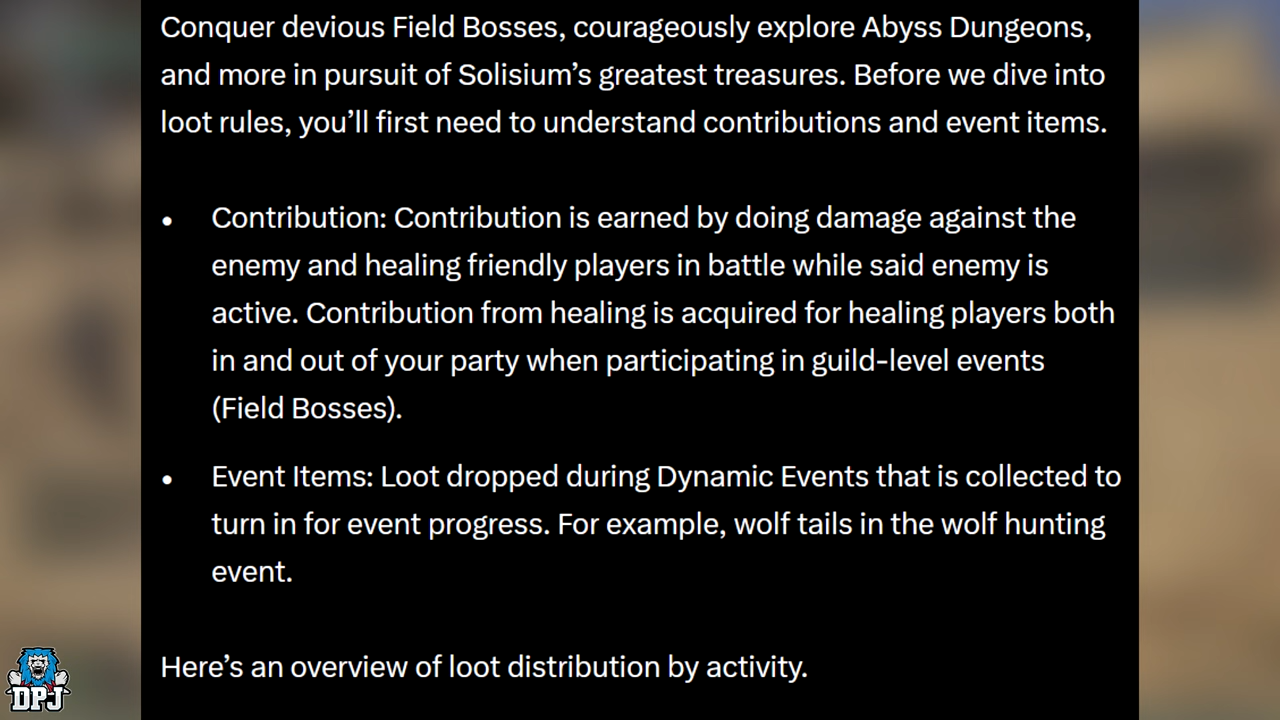 Conquer devious Field Bosses, courageously explore Abyss Dungeons,
and more in pursuit of Solisium’s greatest treasures. Before we dive into
loot rules, you’ll first need to understand contributions and event items.
• Contribution: Contribution is earned by doing damage against the
enemy and healing friendly players in battle while said enemy is
active. Contribution from healing is acquired for healing players both
in and out of your party when participating in guild-level events
(Field Bosses).
• Event Items: Loot dropped during Dynamic Events that is collected to
turn in for event progress. For example, wolf tails in the wolf hunting
event.
Here’s an overview of loot distribution by activity.
DPJ